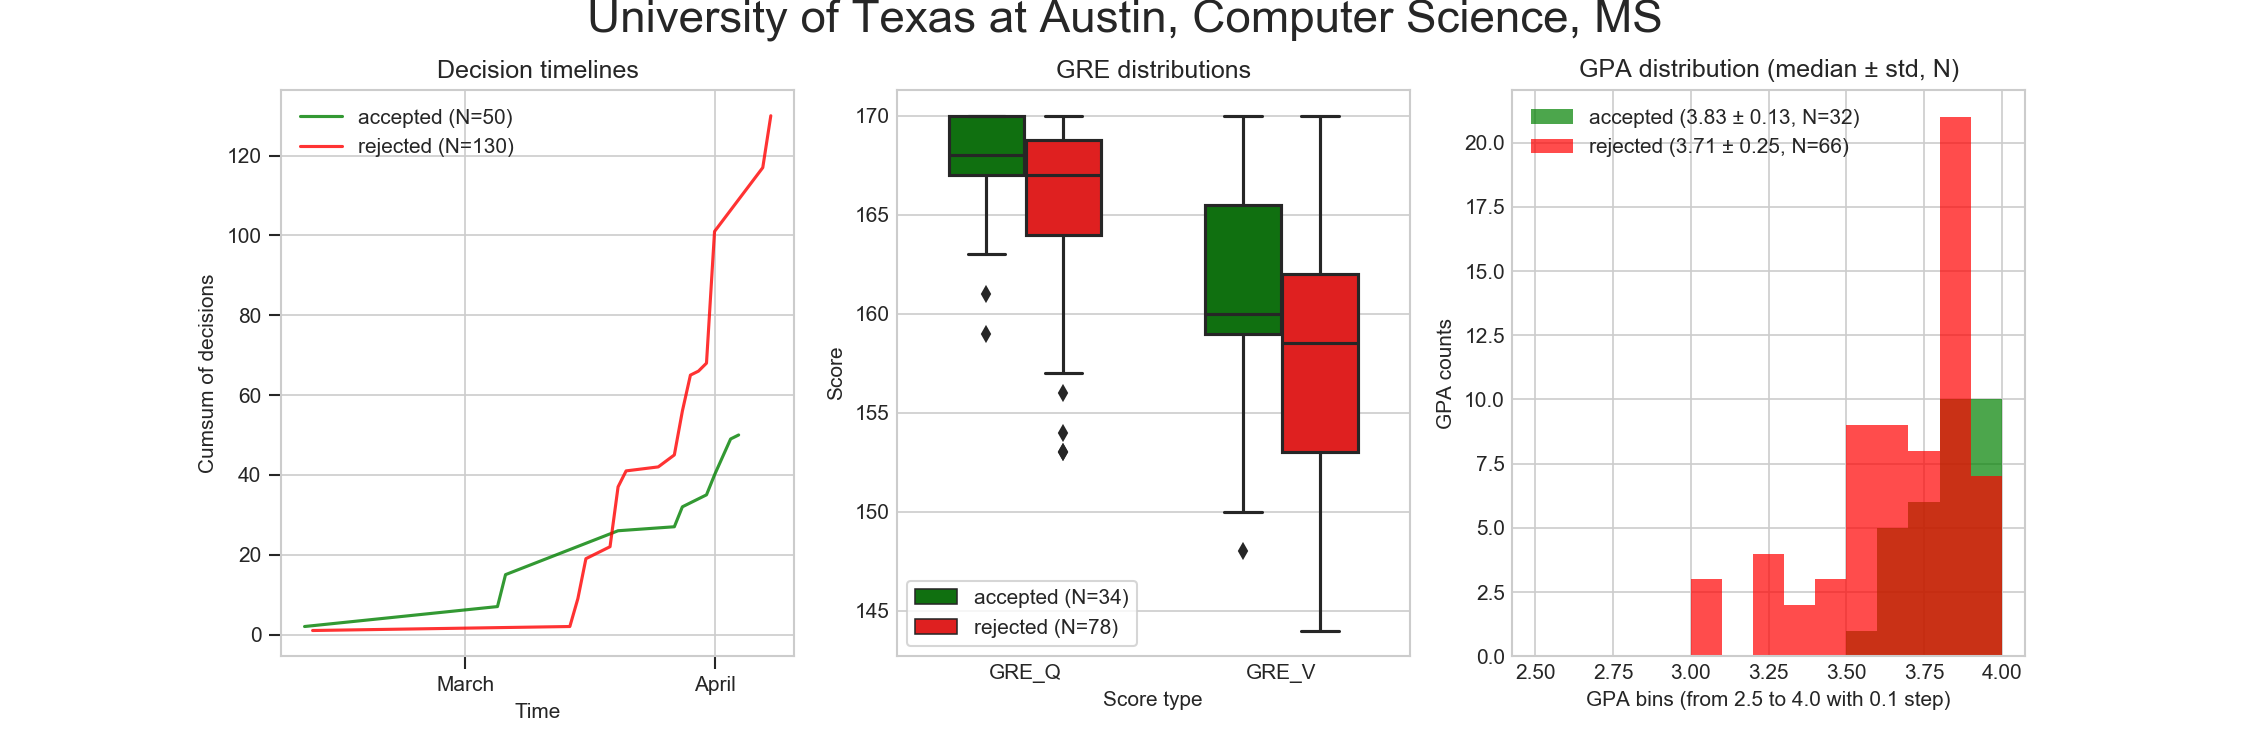 University of Texas at Austin, Computer Science, MS
Decision timelines
accepted (N=50)
rejected (N=130)
120
100
80
60
40
20
0
Cumsum of decisions
March
April
Time
GRE distributions
170
165
160
155
150
145
Score
accepted (N=34)
rejected (N=78)
GRE_Q
GRE_V
Score type
GPA distribution (median ± std, N)
accepted (3.83 ± 0.13, N=32)
rejected (3.71 ± 0.25, N=66)
20.0
17.5
15.0
12.5
10.0
7.5
5.0
2.5
0.0
GPA counts
2.50
2.75
3.00
3.25
3.50
3.75
4.00
GPA bins (from 2.5 to 4.0 with 0.1 step)